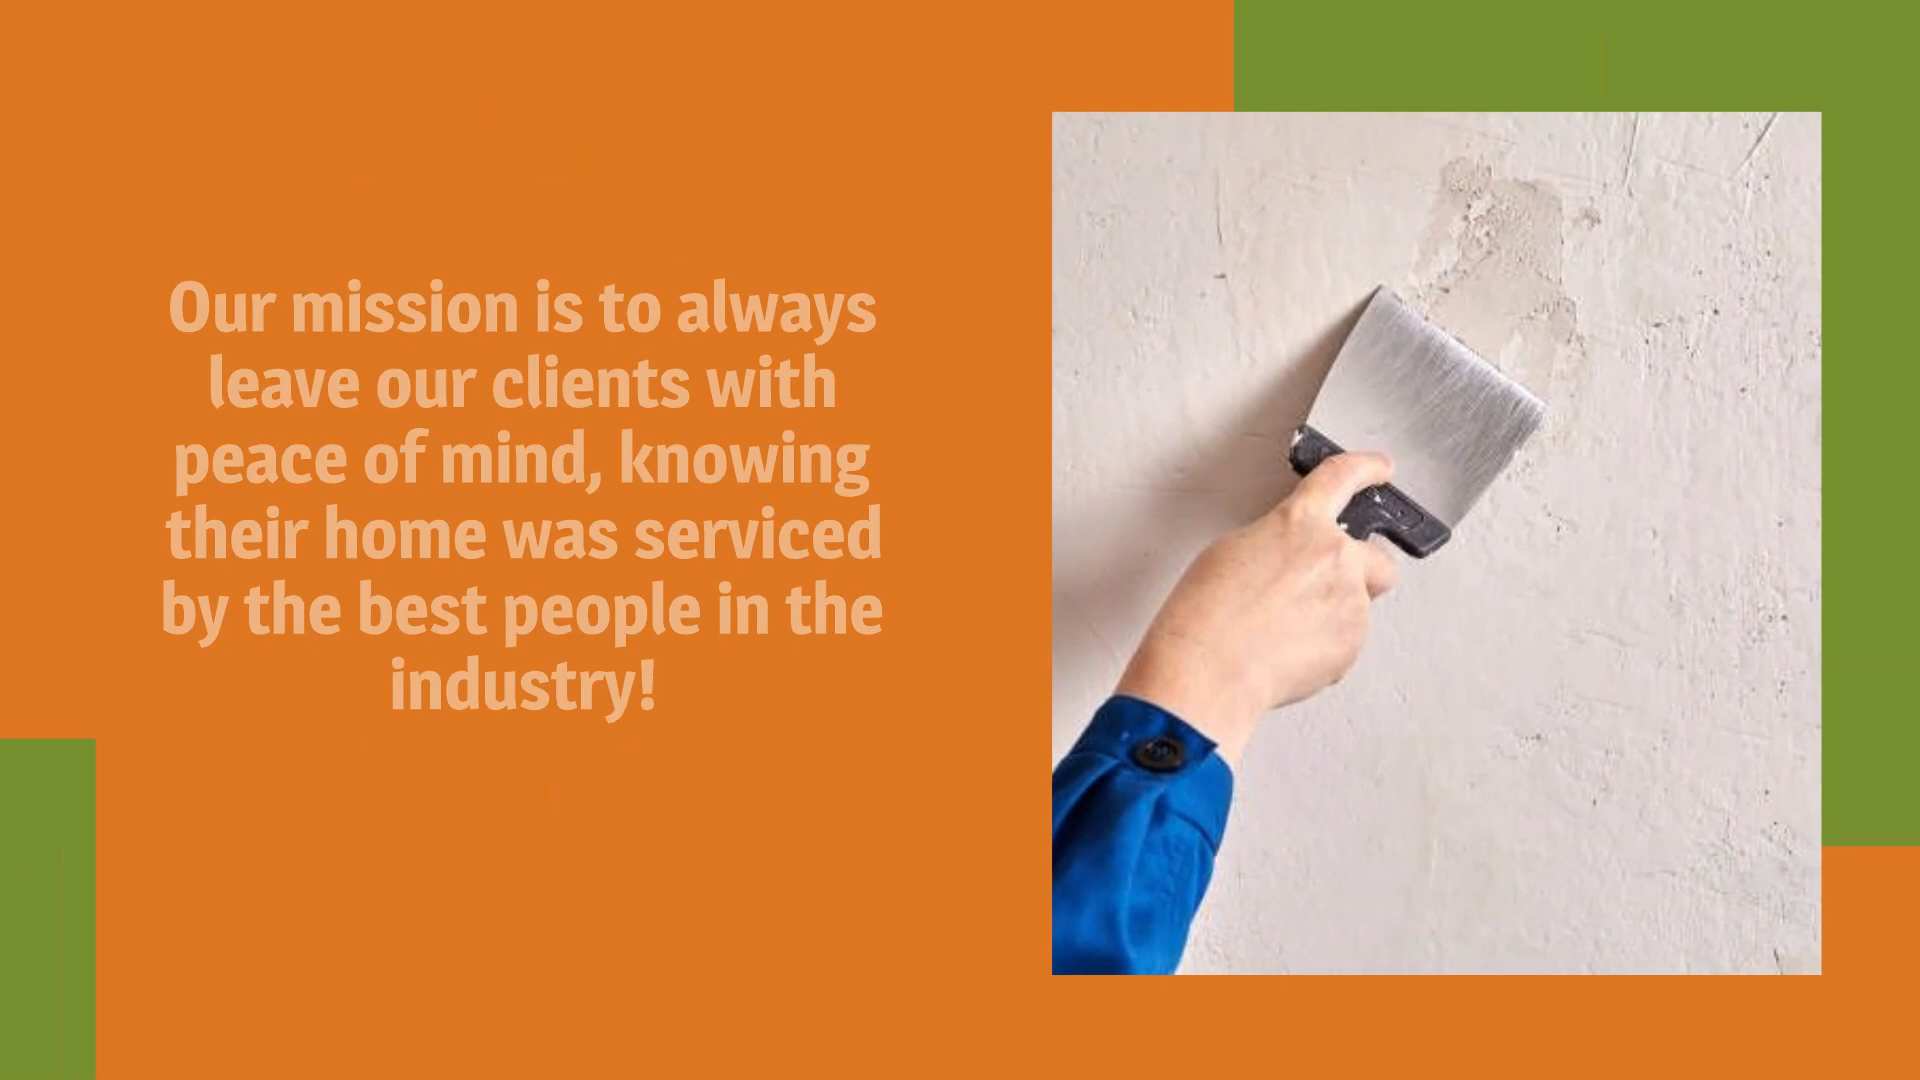 Our mission is to always
leave our clients with
peace of mind, knowing
their home was serviced
by the best people in the
industry!